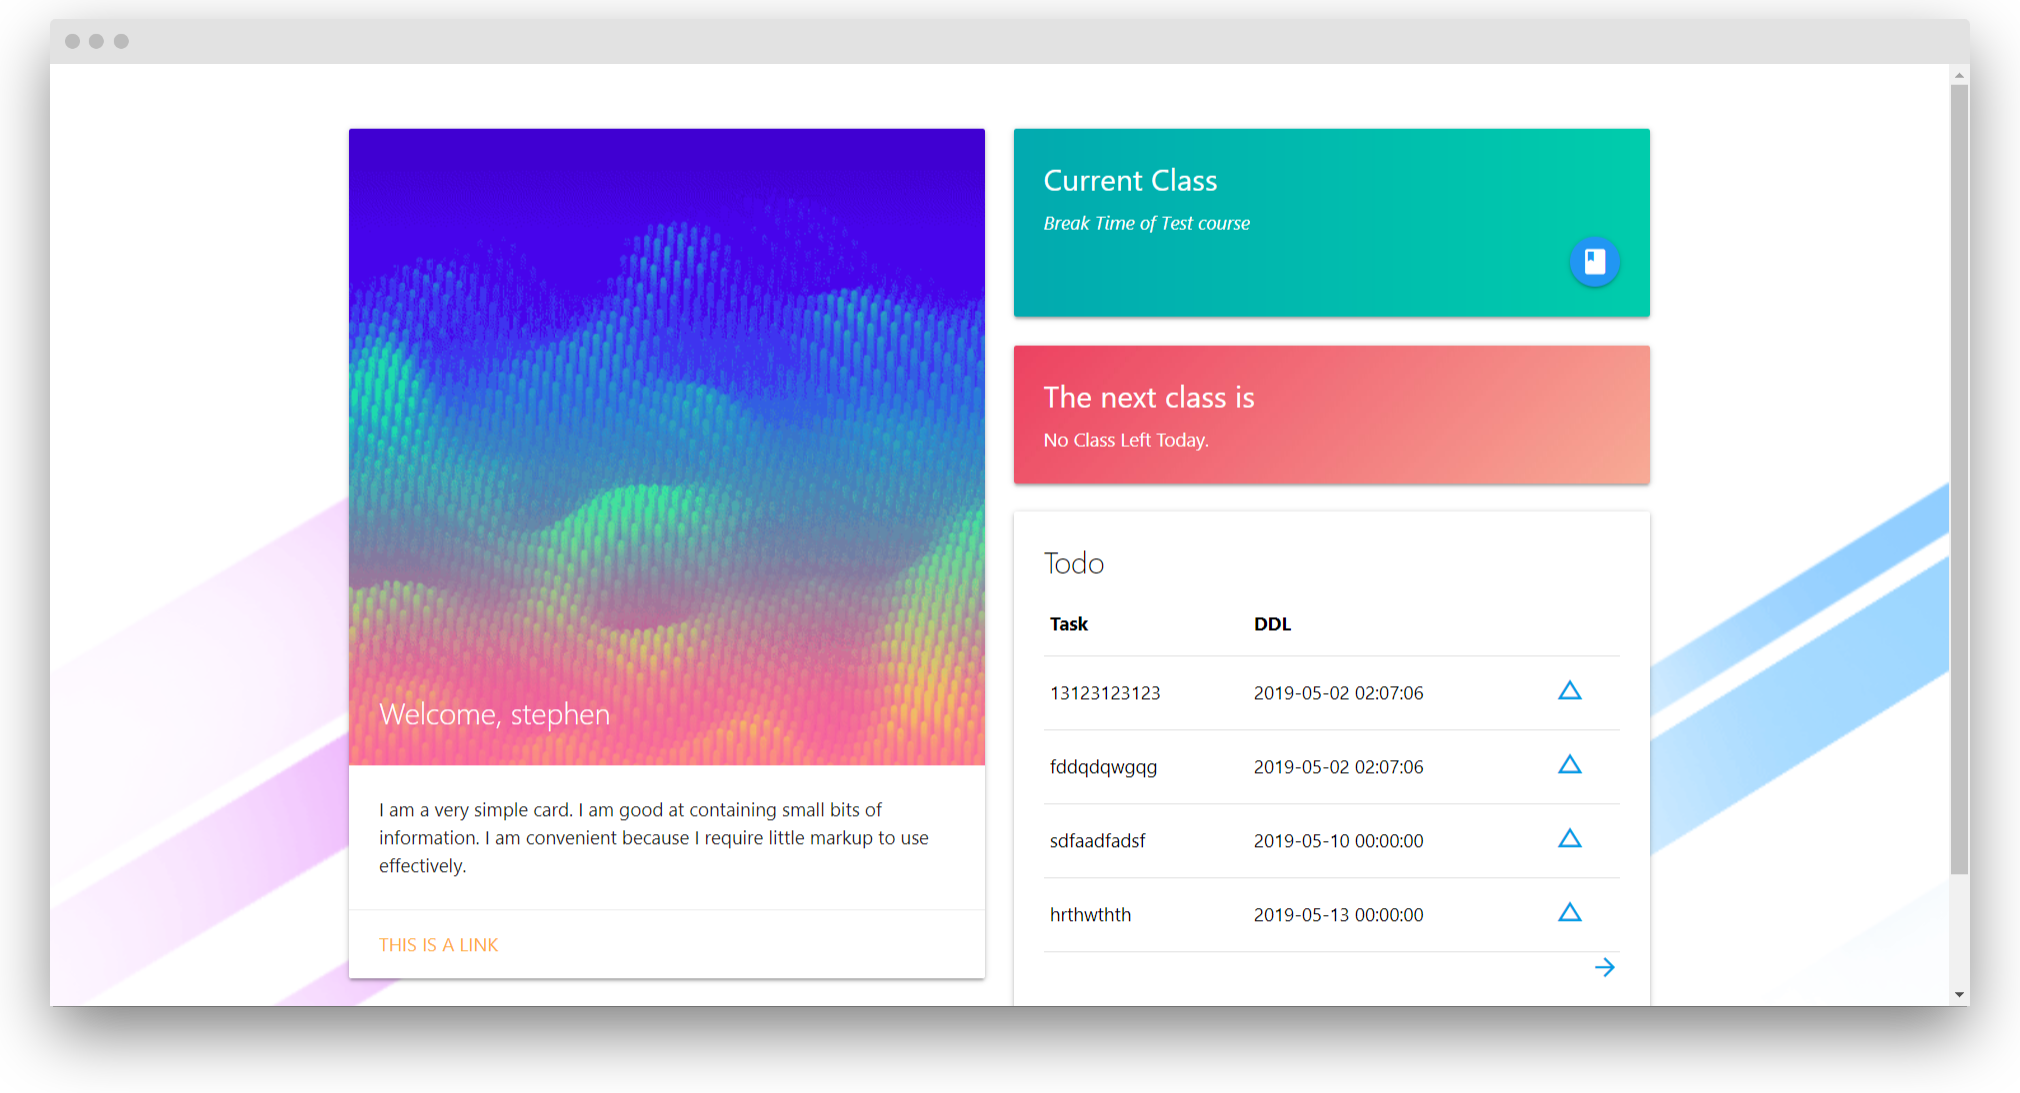 Welcome, stephen
I am a very simple card. I am good at containing small bits of
information. I am convenient because I require little markup to use
effectively.
THIS IS A LINK
Current Class
Break Time of Test course
The next class is
No Class Left Today.
Todo
Task DDL
13123123123 2019-05-02 02:07:06
fddqdqwgqg 2019-05-02 02:07:06
sdfaadfadsf 2019-05-10 00:00:00
hrthwthth 2019-05-13 00:00:00